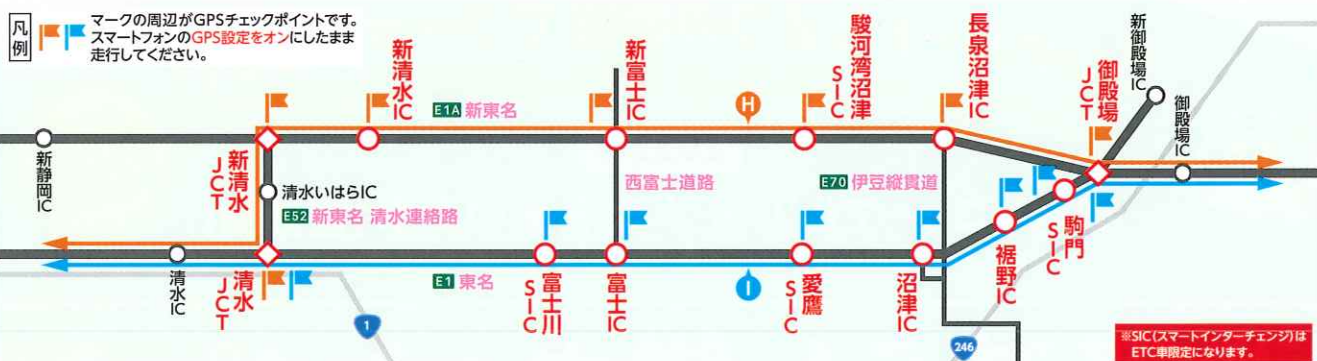 凡例
マークの周辺がGPSチェックポイントです。
スマートフォンのGPS設定をオンにしたまま
走行してください。
新清水IC
E1A 新東名
新富士IC
H
駿河湾沼津SIC
長泉沼津IC
御殿場JCT
新御殿場IC
御殿場IC
新静岡IC
新清水JCT
清水いはらIC
E52 新東名 清水連絡路
西富士道路
E70 伊豆縦貫道
清水IC
清水JCT
E1 東名
富士川SIC
富士IC
I
愛鷹SIC
沼津IC
裾野IC
駒門SIC
1
246
※SIC(スマートインターチェンジ)は
ETC車限定になります。